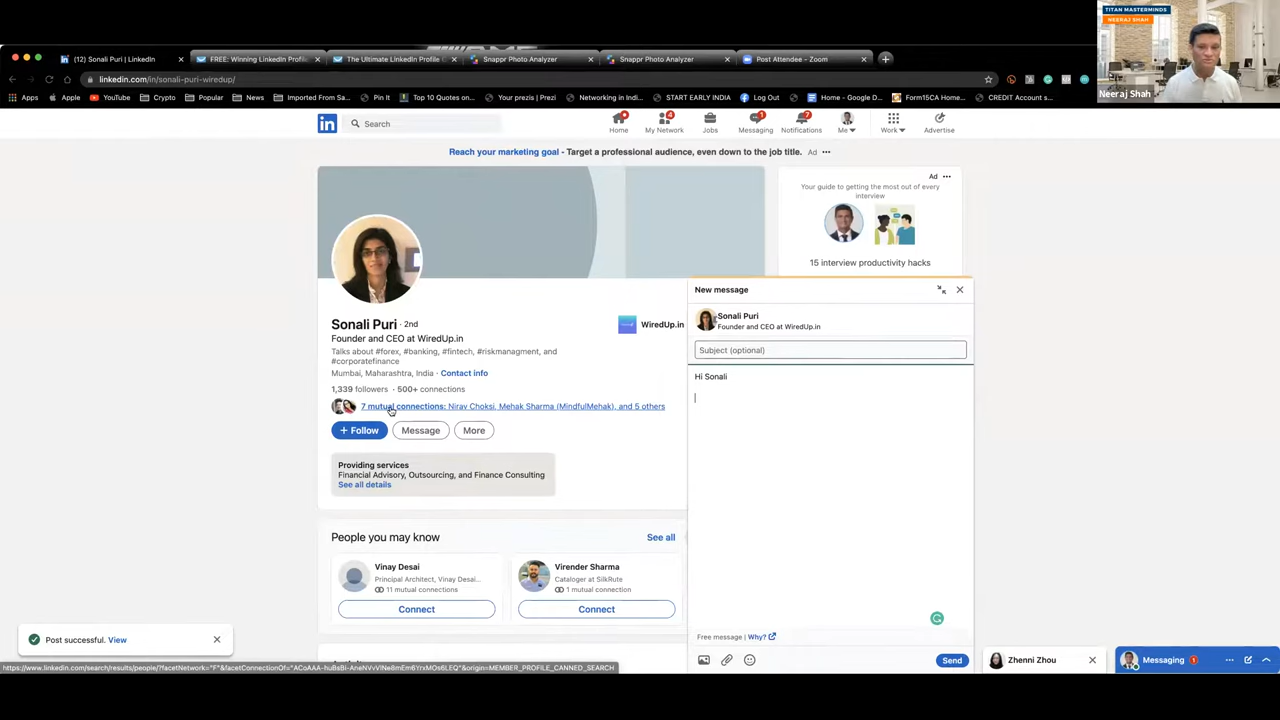 TITAN MASTERMINDS
NEERAJ SHAH
Neeraj Shah
(12) Sonali Puri | LinkedIn
FREE: Winning LinkedIn Profile
The Ultimate LinkedIn Profile
Snappr Photo Analyzer
Snappr Photo Analyzer
Post Attendee - Zoom
linkedin.com/in/sonali-puri-wiredup/
Apps
Apple
YouTube
Crypto
Popular
News
Imported From Sa...
Pin It
Top 10 Quotes on...
Your prezis | Prezi
Networking in Indi...
START EARLY INDIA
Log Out
Home - Google D...
Form15CA Home...
CREDIT Account s...
Search
Home
My Network
Jobs
Messaging
Notifications
Me
Work
Advertise
Reach your marketing goal - Target a professional audience, even down to the job title. Ad
Ad
Your guide to getting the most out of every
interview
15 interview productivity hacks
Sonali Puri · 2nd
Founder and CEO at WiredUp.in
Talks about #forex, #banking, #fintech, #riskmanagment, and
#corporatefinance
Mumbai, Maharashtra, India · Contact info
1,339 followers · 500+ connections
7 mutual connections: Nirav Choksi, Mehak Sharma (MindfulMehak), and 5 others
+ Follow
Message
More
WiredUp.in
Providing services
Financial Advisory, Outsourcing, and Finance Consulting
See all details
People you may know
See all
Vinay Desai
Principal Architect, Vinay Desai...
11 mutual connections
Connect
Virender Sharma
Cataloger at SilkRute
1 mutual connection
Connect
New message
Sonali Puri
Founder and CEO at WiredUp.in
Subject (optional)
Hi Sonali
Free message | Why?
Send
Post successful. View
Zhenni Zhou
Messaging 1